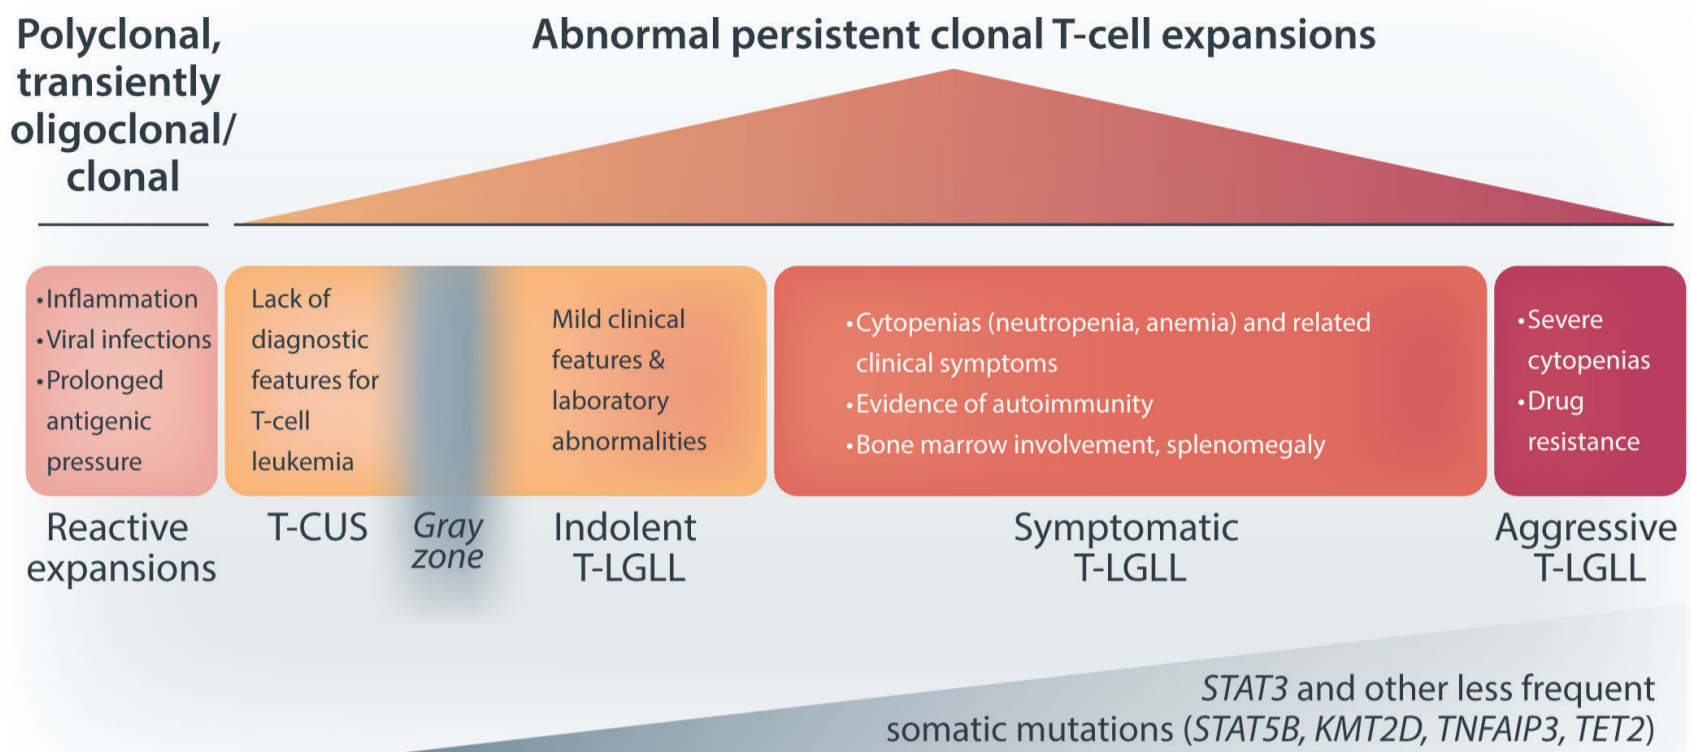 Polyclonal,
transiently
oligoclonal/
clonal
Abnormal persistent clonal T-cell expansions
•Inflammation
•Viral infections
•Prolonged
antigenic
pressure
Reactive
expansions
Lack of
diagnostic
features for
T-cell
leukemia
T-CUS
Gray
zone
Mild clinical
features &
laboratory
abnormalities
Indolent
T-LGLL
•Cytopenias (neutropenia, anemia) and related
clinical symptoms
•Evidence of autoimmunity
•Bone marrow involvement, splenomegaly
Symptomatic
T-LGLL
•Severe
cytopenias
•Drug
resistance
Aggressive
T-LGLL
STAT3 and other less frequent
somatic mutations (STAT5B, KMT2D, TNFAIP3, TET2)